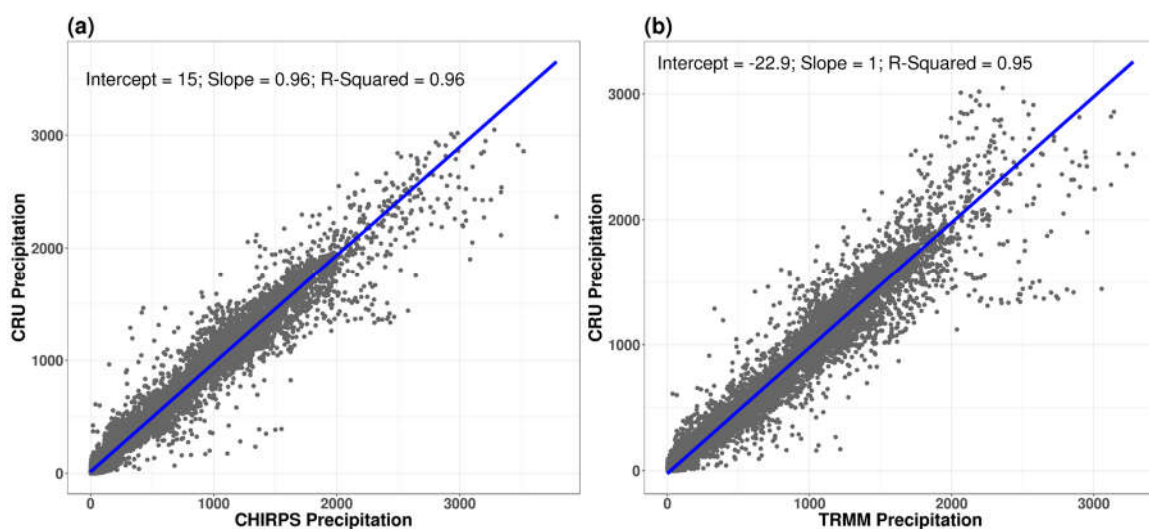 (a)
Intercept = 15; Slope = 0.96; R-Squared = 0.96
CRU Precipitation
3000
2000
1000
0
0 1000 2000 3000
CHIRPS Precipitation
(b)
Intercept = -22.9; Slope = 1; R-Squared = 0.95
CRU Precipitation
3000
2000
1000
0
0 1000 2000 3000
TRMM Precipitation